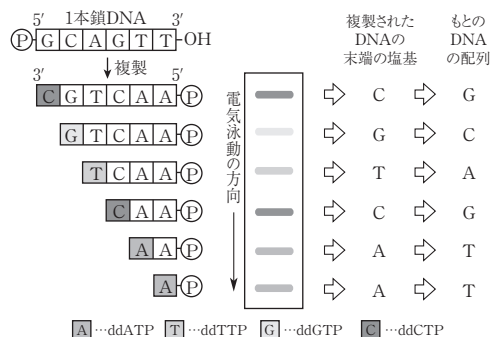 5′ 1本鎖DNA 3′
P G C A G T T OH
複製
3′ 5′
C G T C A A P
G T C A A P
T C A A P
C A A P
A A P
A P
電気泳動の方向
複製された
DNAの
末端の塩基
もとの
DNA
の配列
C G
G C
T A
C G
A T
A T
A …ddATP T …ddTTP G …ddGTP C …ddCTP